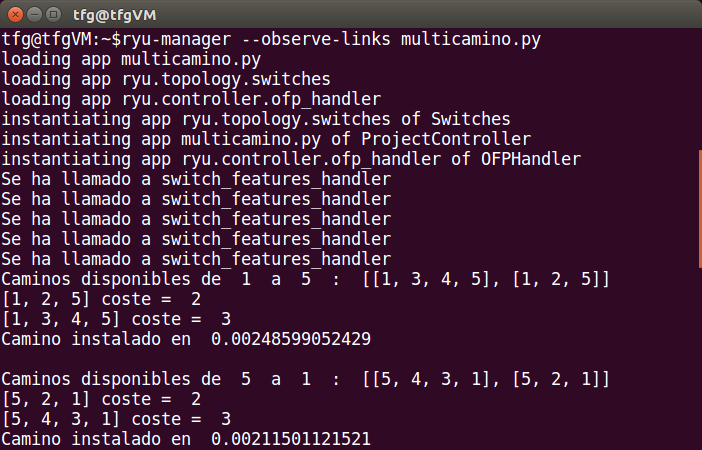 tfg@tfgVM
tfg@tfgVM:~$ryu-manager --observe-links multicamino.py
loading app multicamino.py
loading app ryu.topology.switches
loading app ryu.controller.ofp_handler
instantiating app ryu.topology.switches of Switches
instantiating app multicamino.py of ProjectController
instantiating app ryu.controller.ofp_handler of OFPHandler
Se ha llamado a switch_features_handler
Se ha llamado a switch_features_handler
Se ha llamado a switch_features_handler
Se ha llamado a switch_features_handler
Se ha llamado a switch_features_handler
Caminos disponibles de  1  a  5  :  [[1, 3, 4, 5], [1, 2, 5]]
[1, 2, 5] coste =  2
[1, 3, 4, 5] coste =  3
Camino instalado en  0.00248599052429
Caminos disponibles de  5  a  1  :  [[5, 4, 3, 1], [5, 2, 1]]
[5, 2, 1] coste =  2
[5, 4, 3, 1] coste =  3
Camino instalado en  0.00211501121521